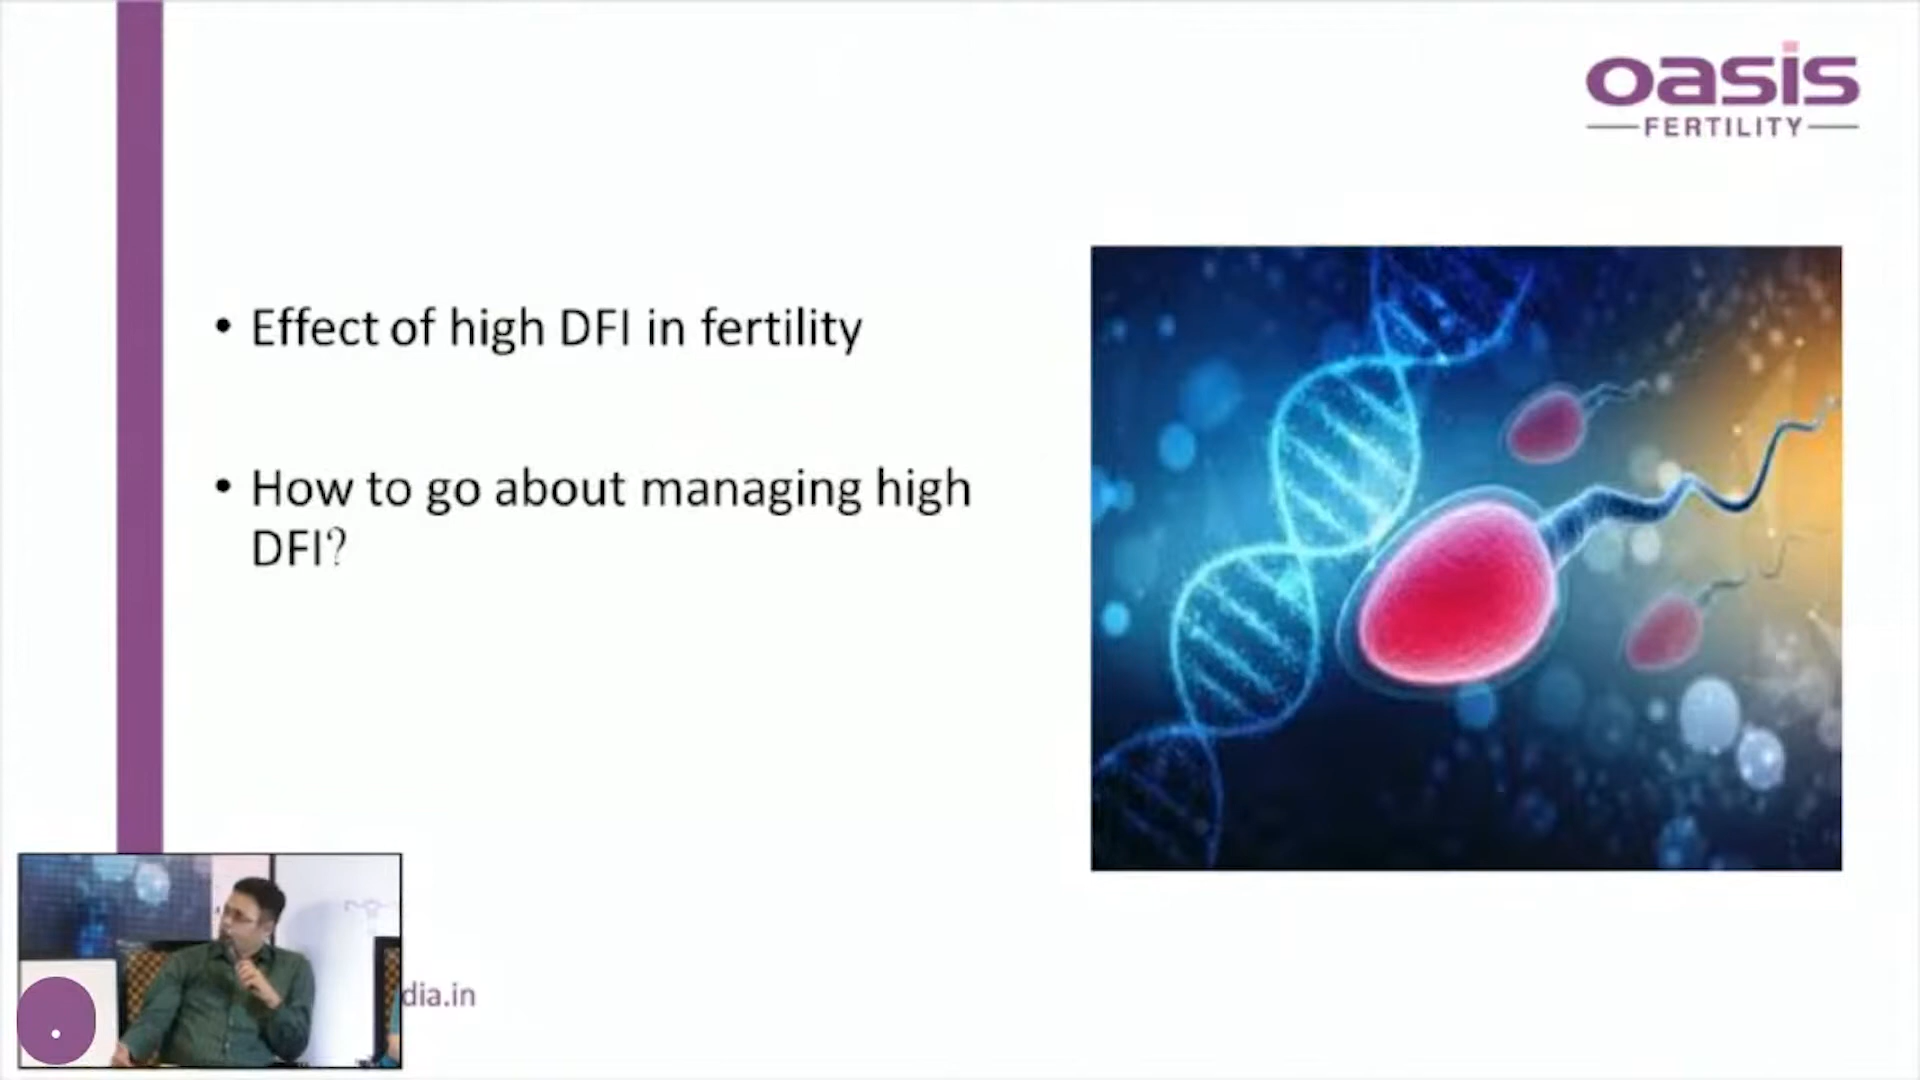 oasis
FERTILITY
• Effect of high DFI in fertility
• How to go about managing high
DFI?
dia.in